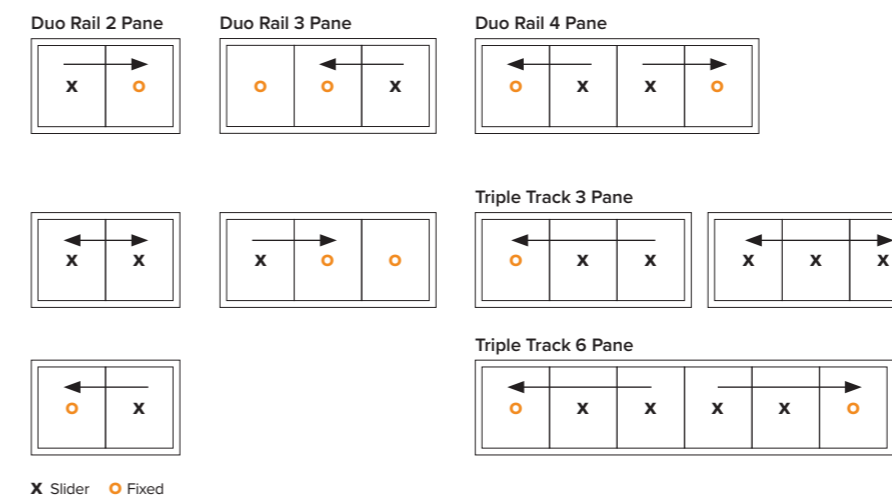 Duo Rail 2 Pane
X O
Duo Rail 3 Pane
O O X
Duo Rail 4 Pane
O X X O
X X
X O O
Triple Track 3 Pane
O X X
X X X
O X
Triple Track 6 Pane
O X X X X O
X Slider O Fixed